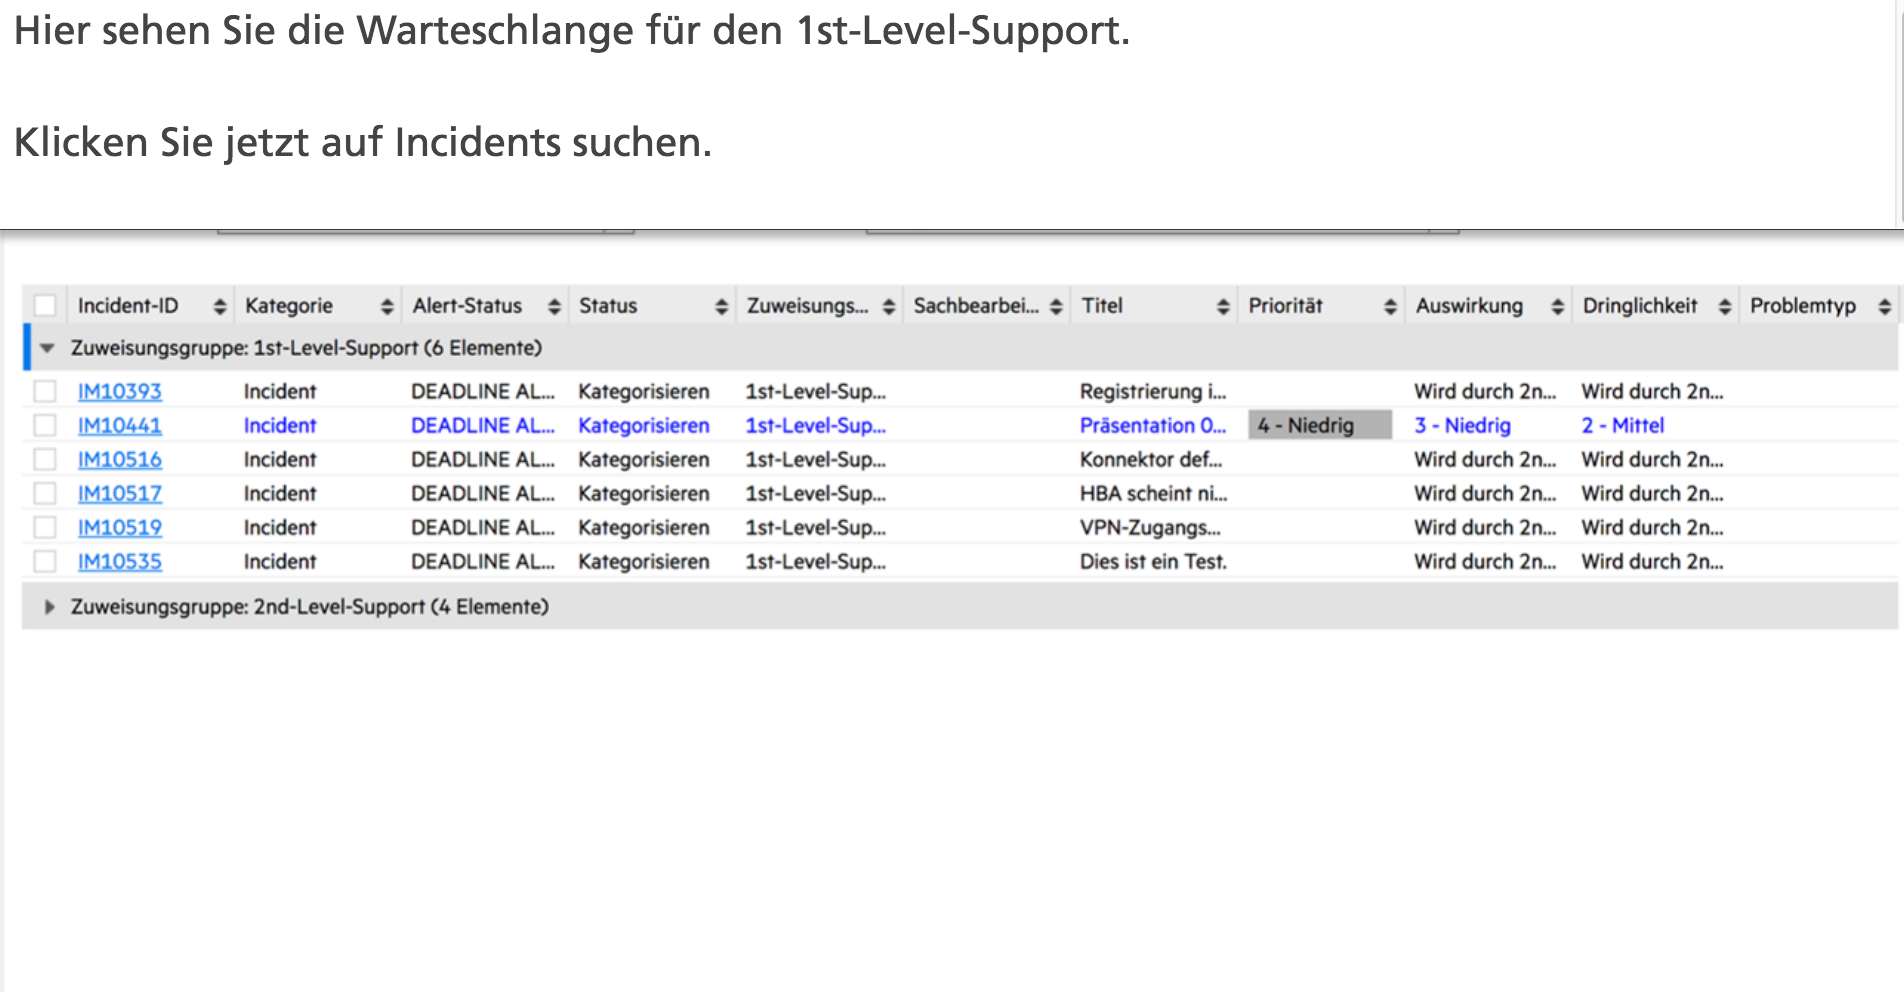 Hier sehen Sie die Warteschlange für den 1st-Level-Support.
Klicken Sie jetzt auf Incidents suchen.
Incident-ID Kategorie Alert-Status Status Zuweisungs... Sachbearbei... Titel Priorität Auswirkung Dringlichkeit Problemtyp
Zuweisungsgruppe: 1st-Level-Support (6 Elemente)
IM10393 Incident DEADLINE AL... Kategorisieren 1st-Level-Sup... Registrierung i... Wird durch 2n... Wird durch 2n...
IM10441 Incident DEADLINE AL... Kategorisieren 1st-Level-Sup... Präsentation 0... 4 - Niedrig 3 - Niedrig 2 - Mittel
IM10516 Incident DEADLINE AL... Kategorisieren 1st-Level-Sup... Konnektor def... Wird durch 2n... Wird durch 2n...
IM10517 Incident DEADLINE AL... Kategorisieren 1st-Level-Sup... HBA scheint ni... Wird durch 2n... Wird durch 2n...
IM10519 Incident DEADLINE AL... Kategorisieren 1st-Level-Sup... VPN-Zugangs... Wird durch 2n... Wird durch 2n...
IM10535 Incident DEADLINE AL... Kategorisieren 1st-Level-Sup... Dies ist ein Test. Wird durch 2n... Wird durch 2n...
Zuweisungsgruppe: 2nd-Level-Support (4 Elemente)